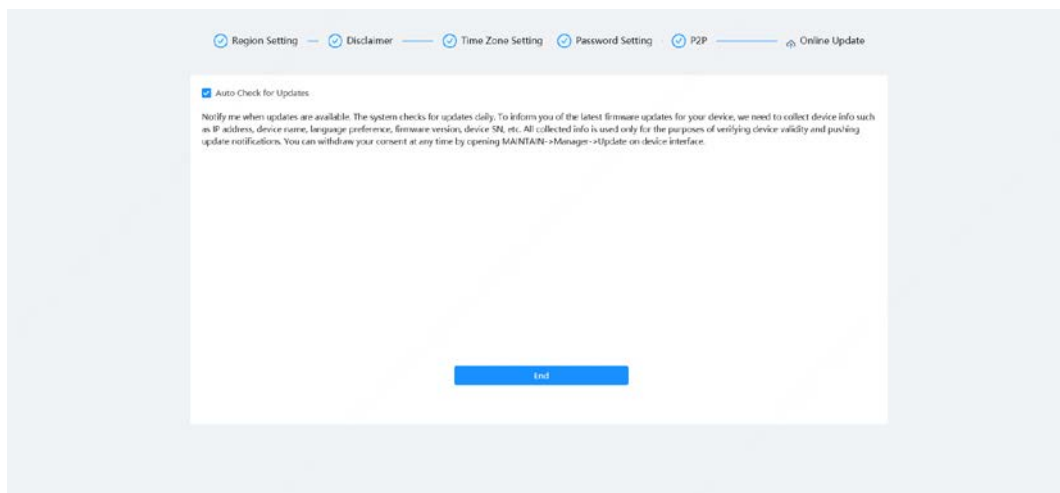 Region Setting Disclaimer Time Zone Setting Password Setting P2P Online Update
Auto Check for Updates
Notify me when updates are available. The system checks for updates daily. To inform you of the latest firmware updates for your device, we need to collect device info such
as IP address, device name, language preference, firmware version, device SN, etc. All collected info is used only for the purposes of verifying device validity and pushing
update notifications. You can withdraw your consent at any time by opening MAINTAIN->Manager->Update on device interface.
End